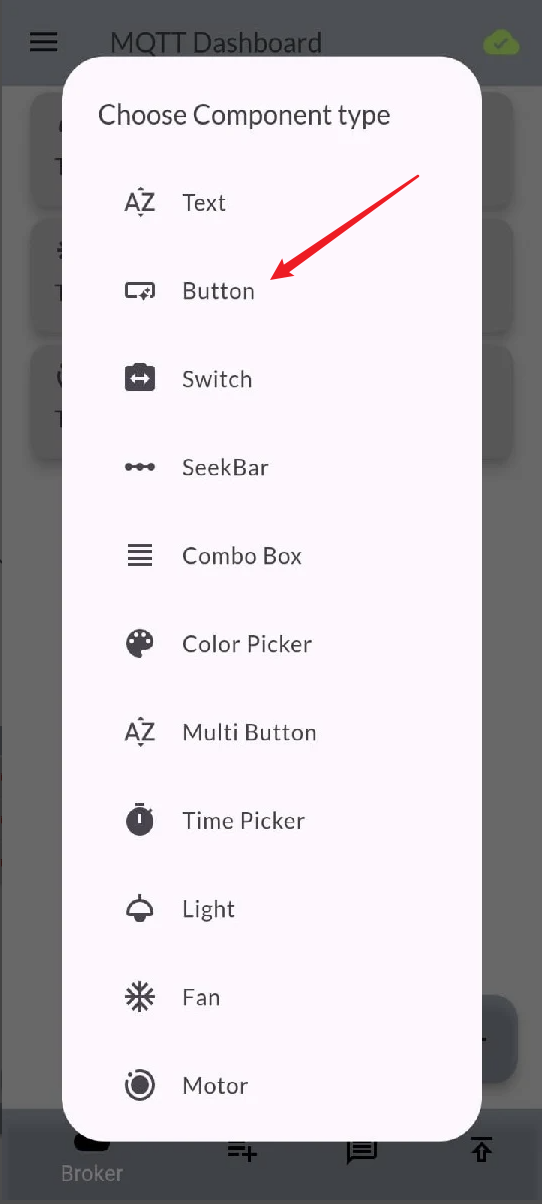 MQTT Dashboard
Choose Component type
Text
Button
Switch
SeekBar
Combo Box
Color Picker
Multi Button
Time Picker
Light
Fan
Motor
Broker